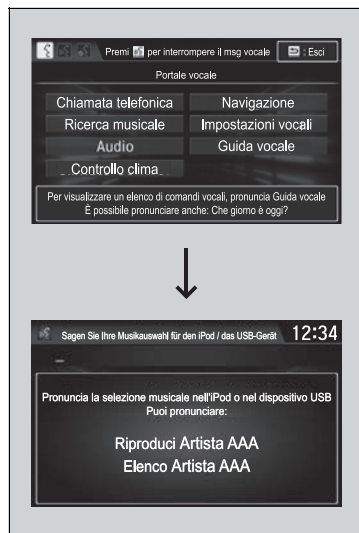 Premi per interrompere il msg vocale : Esci
Portale vocale
Chiamata telefonica Navigazione
Ricerca musicale Impostazioni vocali
Audio Guida vocale
Controllo clima
Per visualizzare un elenco di comandi vocali, pronuncia Guida vocale
È possibile pronunciare anche: Che giorno è oggi?
Sagen Sie Ihre Musikauswahl für den iPod / das USB-Gerät 12:34
Pronuncia la selezione musicale nell'iPod o nel dispositivo USB
Puoi pronunciare:
Riproduci Artista AAA
Elenco Artista AAA